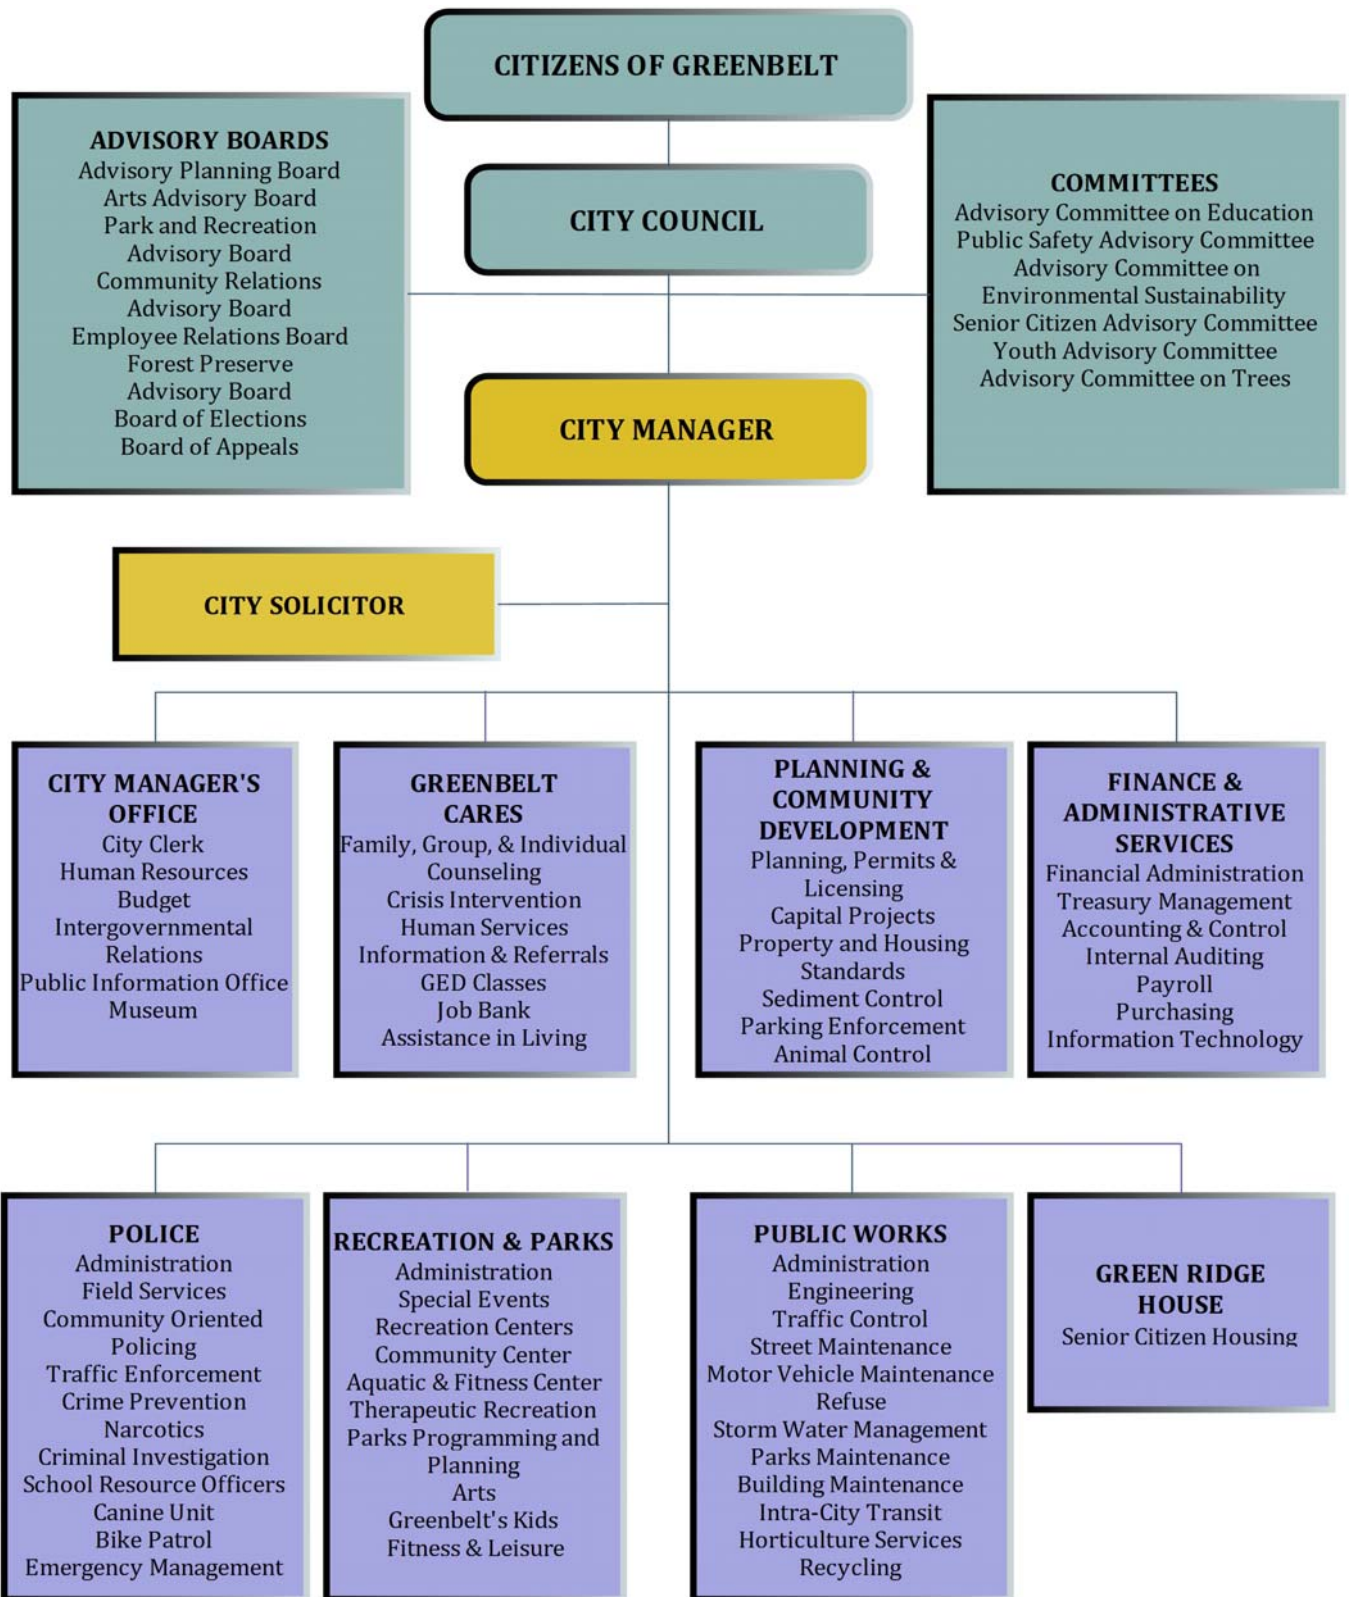 CITIZENS OF GREENBELT
ADVISORY BOARDS
Advisory Planning Board
Arts Advisory Board
Park and Recreation
Advisory Board
Community Relations
Advisory Board
Employee Relations Board
Forest Preserve
Advisory Board
Board of Elections
Board of Appeals
CITY COUNCIL
COMMITTEES
Advisory Committee on Education
Public Safety Advisory Committee
Advisory Committee on
Environmental Sustainability
Senior Citizen Advisory Committee
Youth Advisory Committee
Advisory Committee on Trees
CITY MANAGER
CITY SOLICITOR
CITY MANAGER'S
OFFICE
City Clerk
Human Resources
Budget
Intergovernmental
Relations
Public Information Office
Museum
GREENBELT
CARES
Family, Group, & Individual
Counseling
Crisis Intervention
Human Services
Information & Referrals
GED Classes
Job Bank
Assistance in Living
PLANNING &
COMMUNITY
DEVELOPMENT
Planning, Permits &
Licensing
Capital Projects
Property and Housing
Standards
Sediment Control
Parking Enforcement
Animal Control
FINANCE &
ADMINISTRATIVE
SERVICES
Financial Administration
Treasury Management
Accounting & Control
Internal Auditing
Payroll
Purchasing
Information Technology
POLICE
Administration
Field Services
Community Oriented
Policing
Traffic Enforcement
Crime Prevention
Narcotics
Criminal Investigation
School Resource Officers
Canine Unit
Bike Patrol
Emergency Management
RECREATION & PARKS
Administration
Special Events
Recreation Centers
Community Center
Aquatic & Fitness Center
Therapeutic Recreation
Parks Programming and
Planning
Arts
Greenbelt's Kids
Fitness & Leisure
PUBLIC WORKS
Administration
Engineering
Traffic Control
Street Maintenance
Motor Vehicle Maintenance
Refuse
Storm Water Management
Parks Maintenance
Building Maintenance
Intra-City Transit
Horticulture Services
Recycling
GREEN RIDGE
HOUSE
Senior Citizen Housing